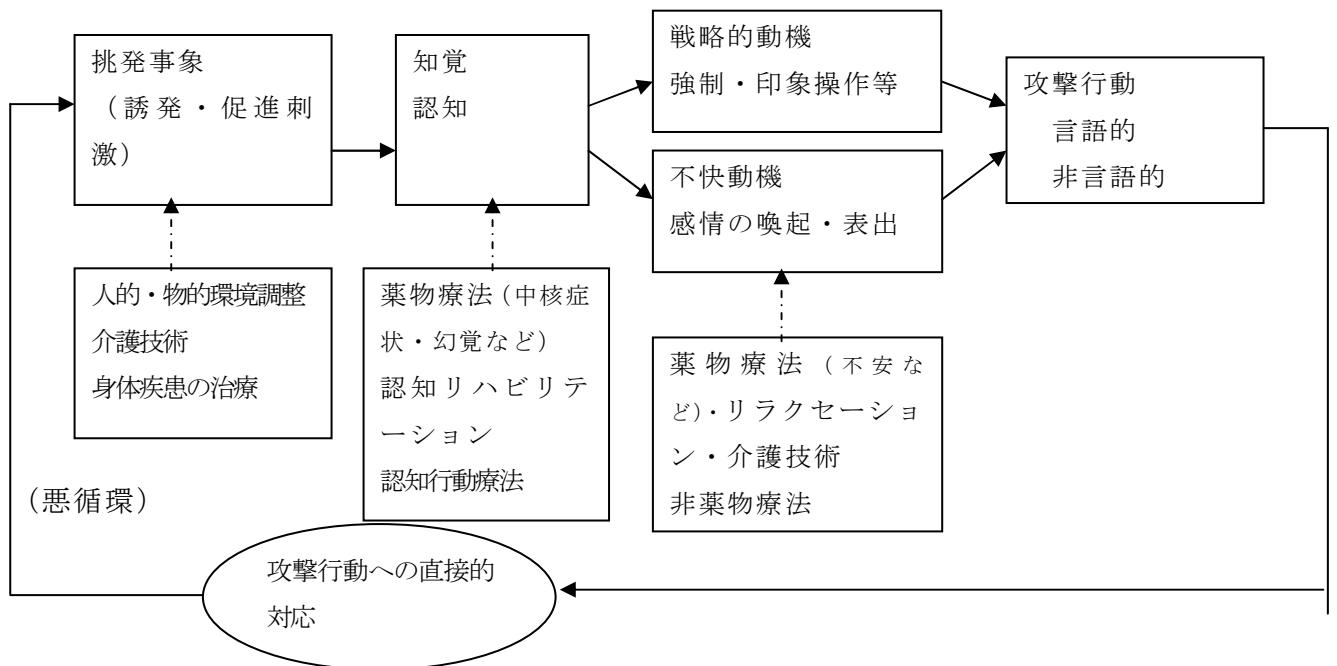 挑発事象
（誘発・促進刺
激）
知覚
認知
戦略的動機
強制・印象操作等
不快動機
感情の喚起・表出
攻撃行動
言語的
非言語的
人的・物的環境調整
介護技術
身体疾患の治療
薬物療法（中核症
状・幻覚など）
認知リハビリテ
ーション
認知行動療法
薬物療法（不安な
ど）・リラクセーショ
ン・介護技術
非薬物療法
（悪循環）
攻撃行動への直接的
対応